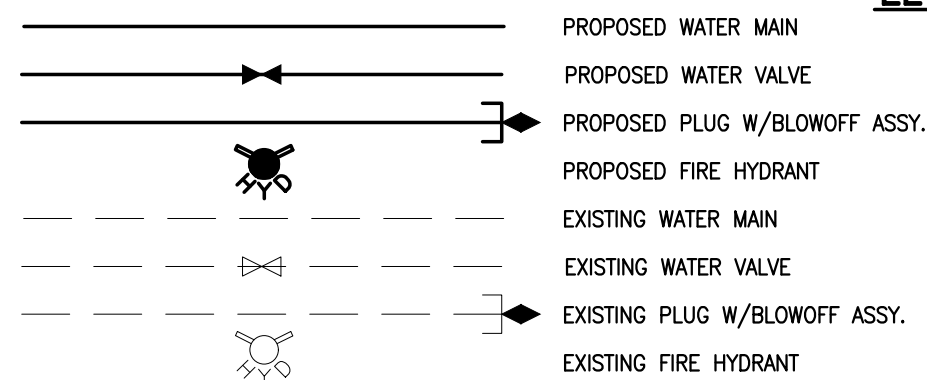 PROPOSED WATER MAIN
PROPOSED WATER VALVE
PROPOSED PLUG W/BLOWOFF ASSY.
HYD
PROPOSED FIRE HYDRANT
EXISTING WATER MAIN
EXISTING WATER VALVE
EXISTING PLUG W/BLOWOFF ASSY.
HYD
EXISTING FIRE HYDRANT